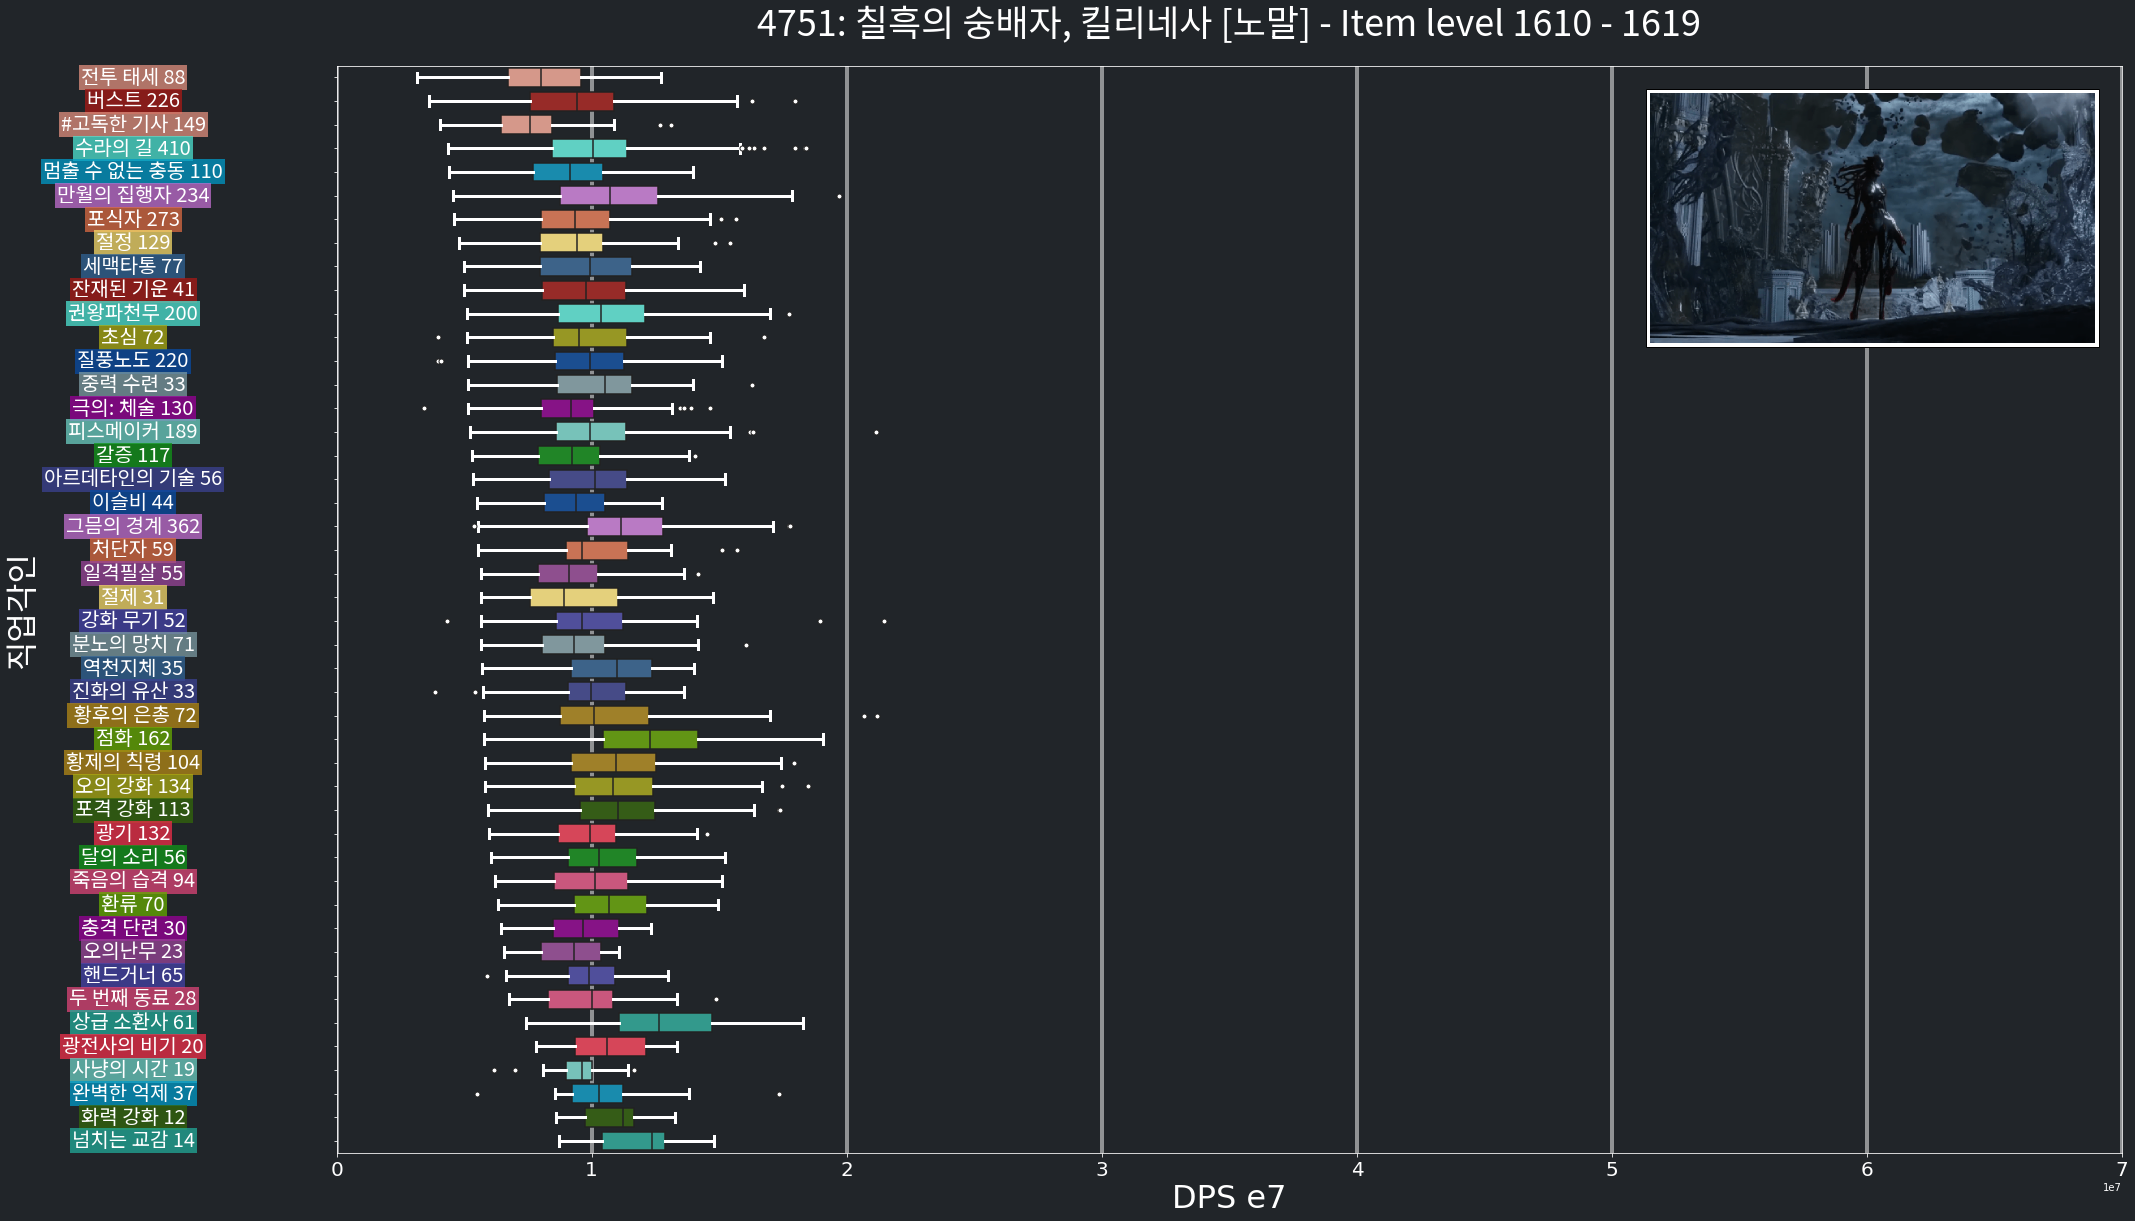 4751: 칠흑의 숭배자, 킬리네사 [노말] - Item level 1610 - 1619
전투 태세 88
버스트 226
#고독한 기사 149
수라의 길 410
멈출 수 없는 충동 110
만월의 집행자 234
포식자 273
절정 129
세맥타통 77
잔재된 기운 41
권왕파천무 200
초심 72
질풍노도 220
중력 수련 33
극의: 체술 130
피스메이커 189
갈증 117
아르데타인의 기술 56
이슬비 44
그믐의 경계 362
처단자 59
일격필살 55
절제 31
강화 무기 52
분노의 망치 71
역천지체 35
진화의 유산 33
황후의 은총 72
점화 162
황제의 칙령 104
오의 강화 134
포격 강화 113
광기 132
달의 소리 56
죽음의 습격 94
환류 70
충격 단련 30
오의난무 23
핸드거너 65
두 번째 동료 28
상급 소환사 61
광전사의 비기 20
사냥의 시간 19
완벽한 억제 37
화력 강화 12
넘치는 교감 14
직업각인
0 1 2 3 4 5 6 7
1e7
DPS e7